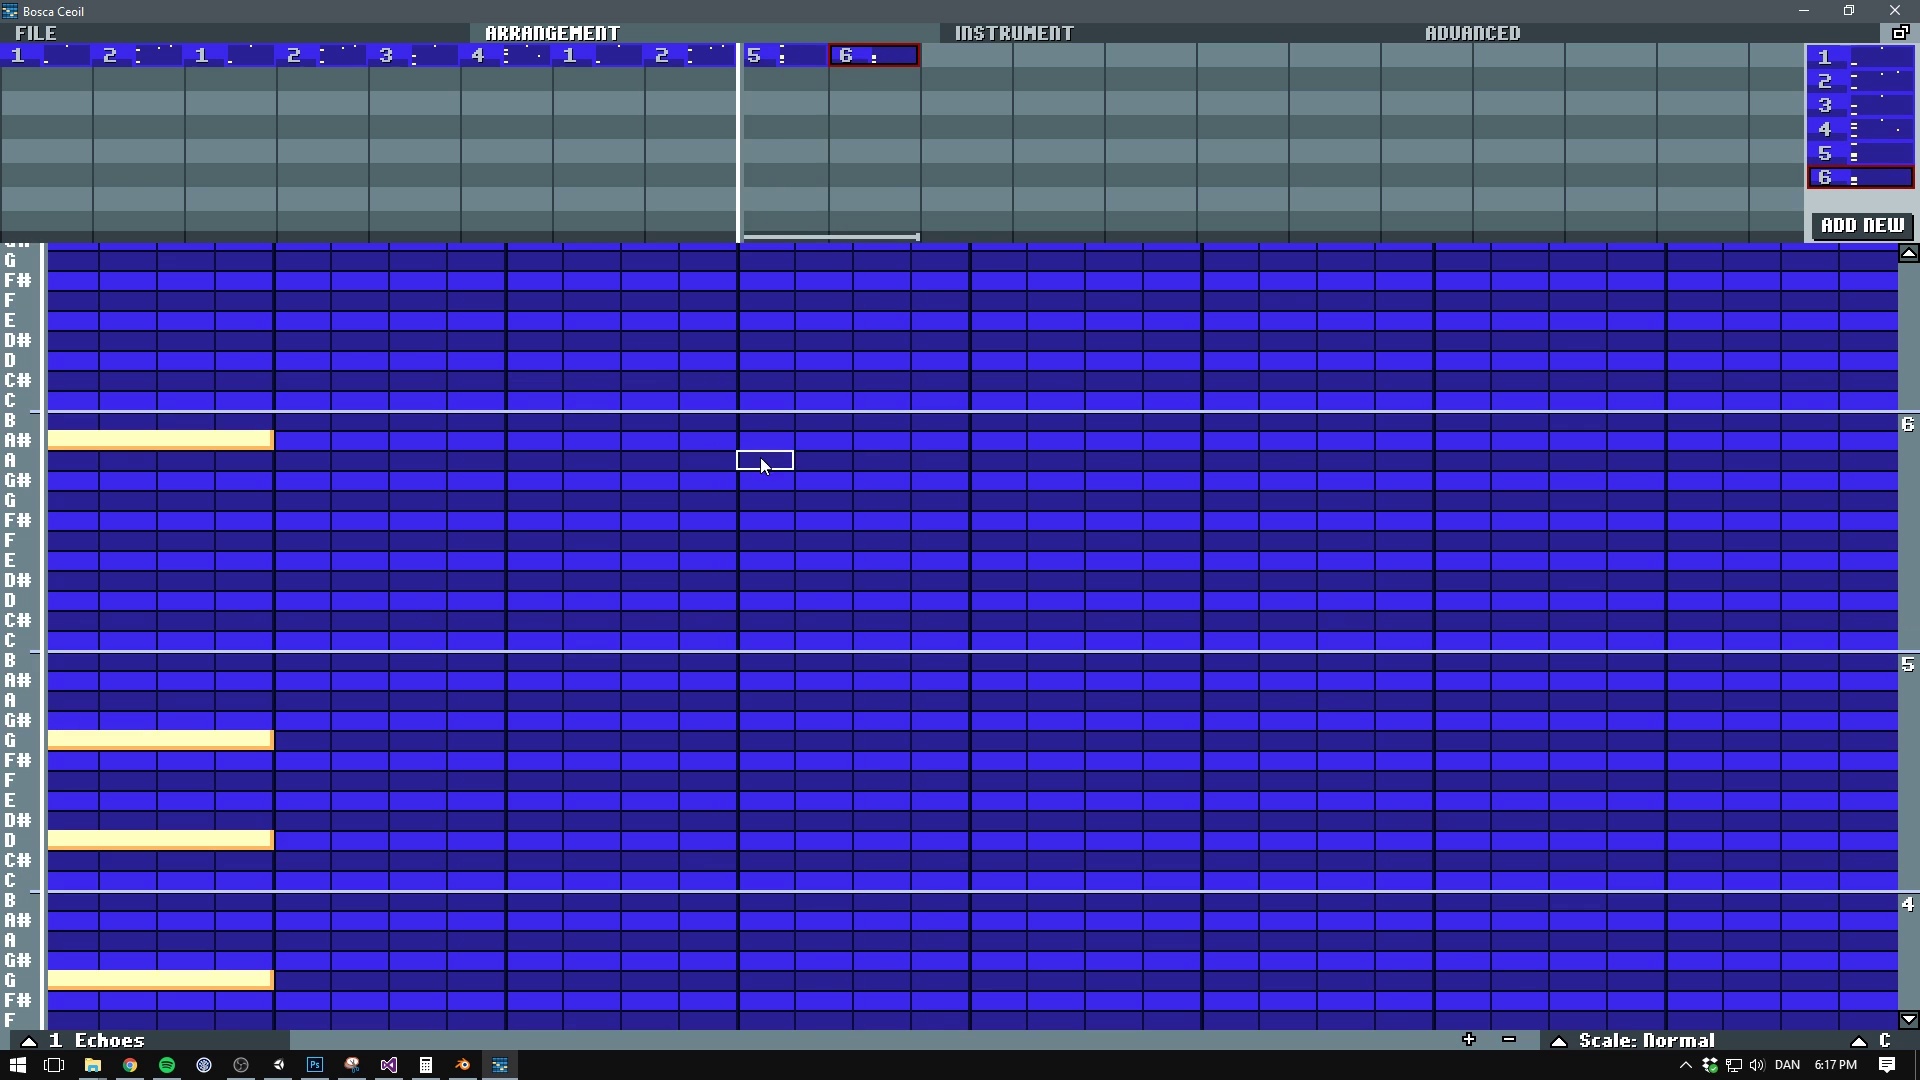 Bosca Ceoil
FILE ARRANGEMENT INSTRUMENT ADVANCED
1 2 1 2 3 4 1 2 5 6
1
2
3
4
5
6
ADD NEW
G
F#
F
E
D#
D
C#
C
B
6
A#
A
G#
G
F#
F
E
D#
D
C#
C
B
5
A#
A
G#
G
F#
F
E
D#
D
C#
C
B
4
A#
A
G#
G
F#
F
1 Echoes + - Scale: Normal C
Ps DAN 6:17 PM